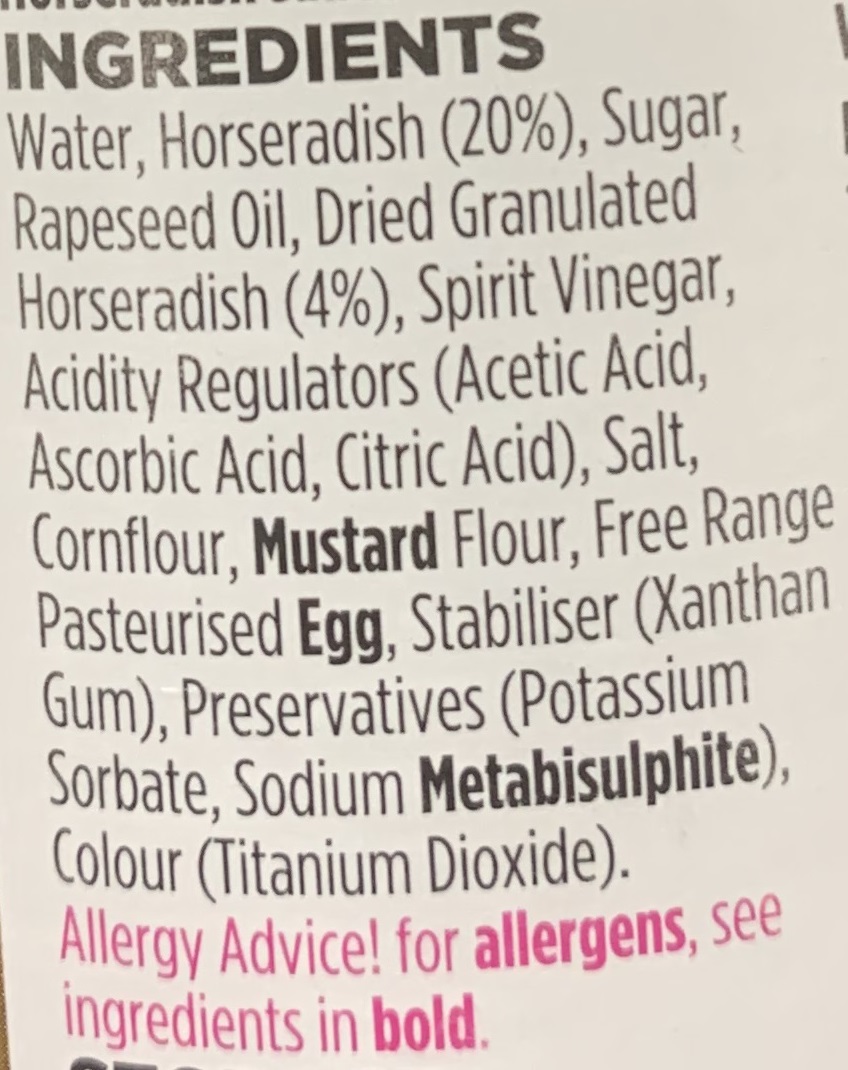 INGREDIENTS
Water, Horseradish (20%), Sugar,
Rapeseed Oil, Dried Granulated
Horseradish (4%), Spirit Vinegar,
Acidity Regulators (Acetic Acid,
Ascorbic Acid, Citric Acid), Salt,
Cornflour, Mustard Flour, Free Range
Pasteurised Egg, Stabiliser (Xanthan
Gum), Preservatives (Potassium
Sorbate, Sodium Metabisulphite),
Colour (Titanium Dioxide).
Allergy Advice! for allergens, see
ingredients in bold.